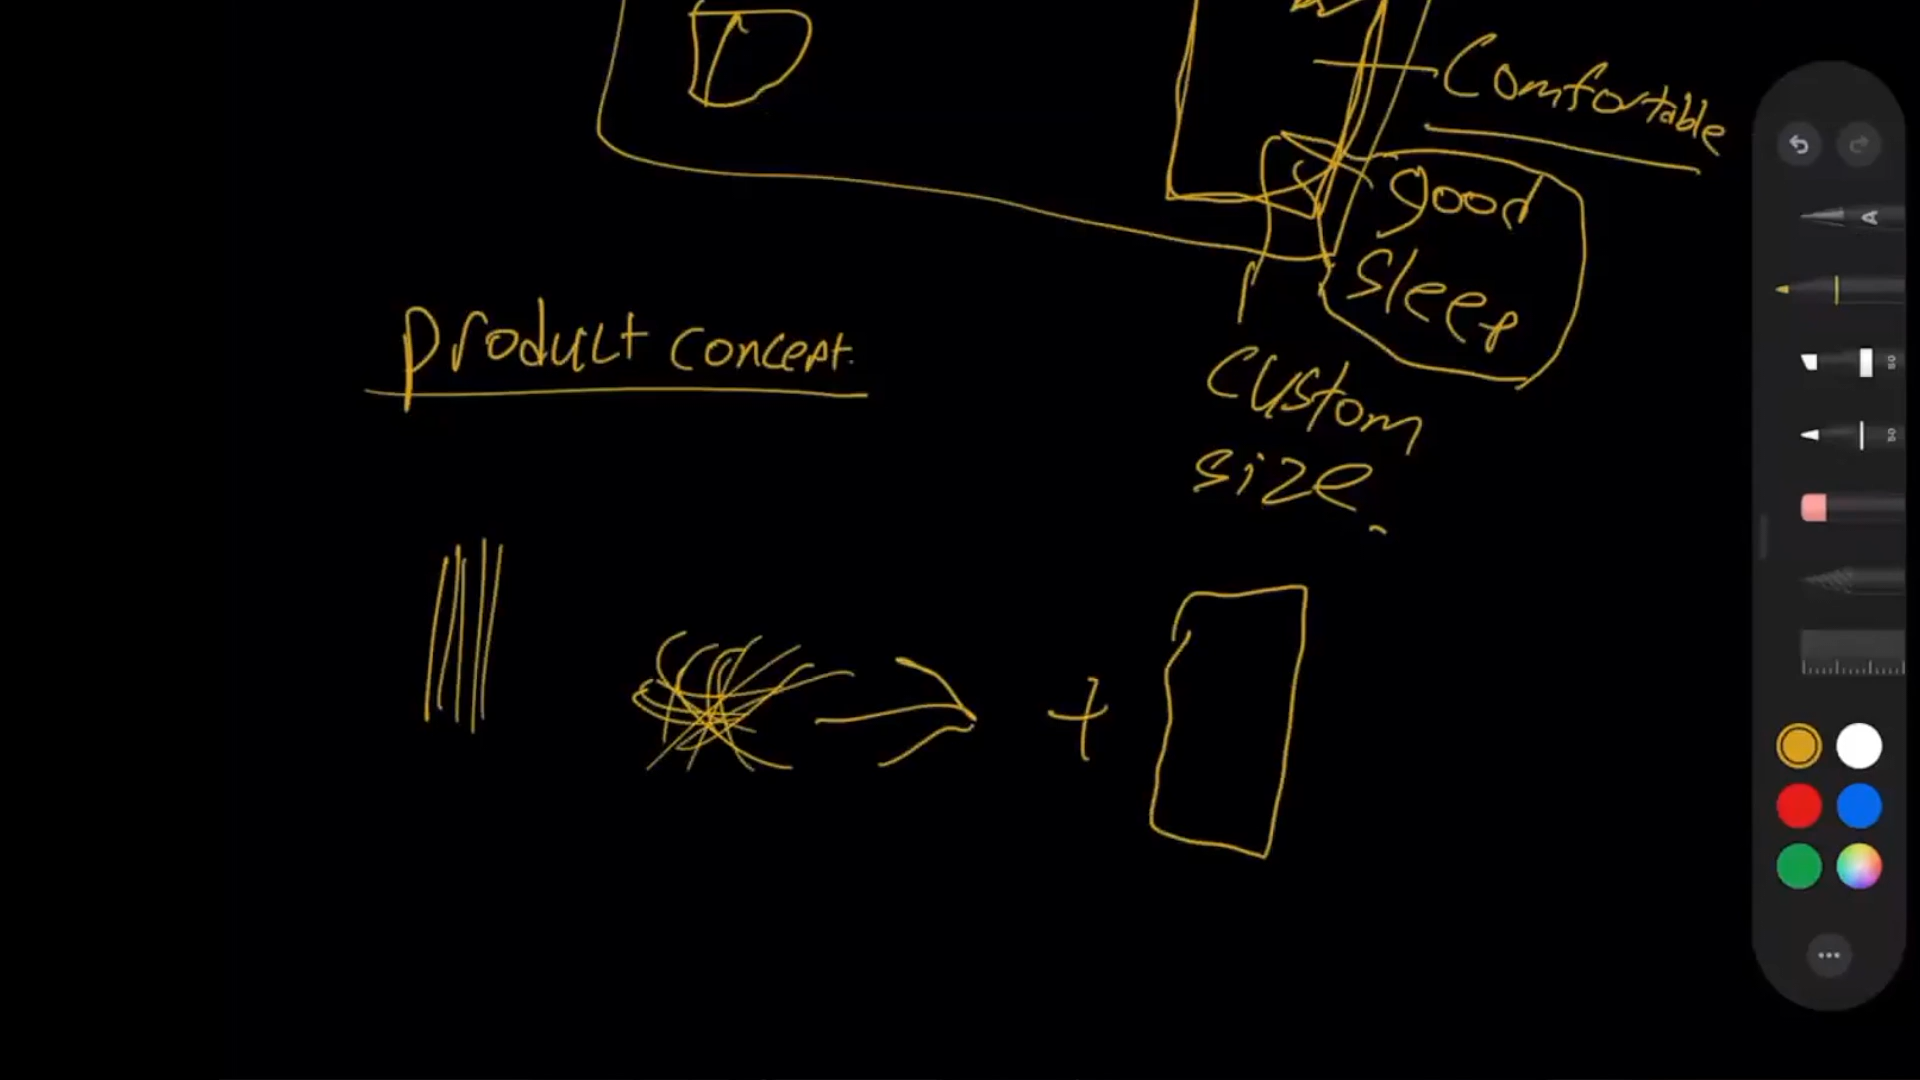 Comfortable
good
sleep
product concept.
custom
size.